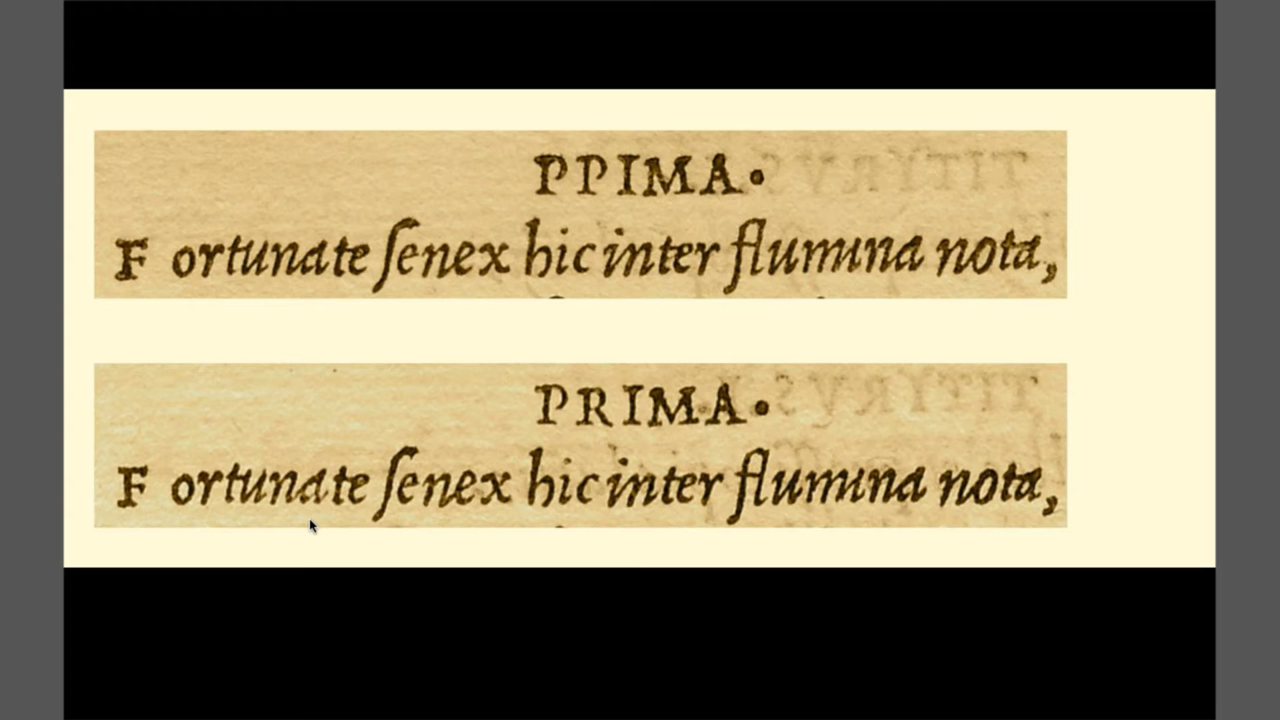 PPIMA•
F ortunate ſenex hic inter flumina nota,
PRIMA•
F ortunate ſenex hic inter flumina nota,